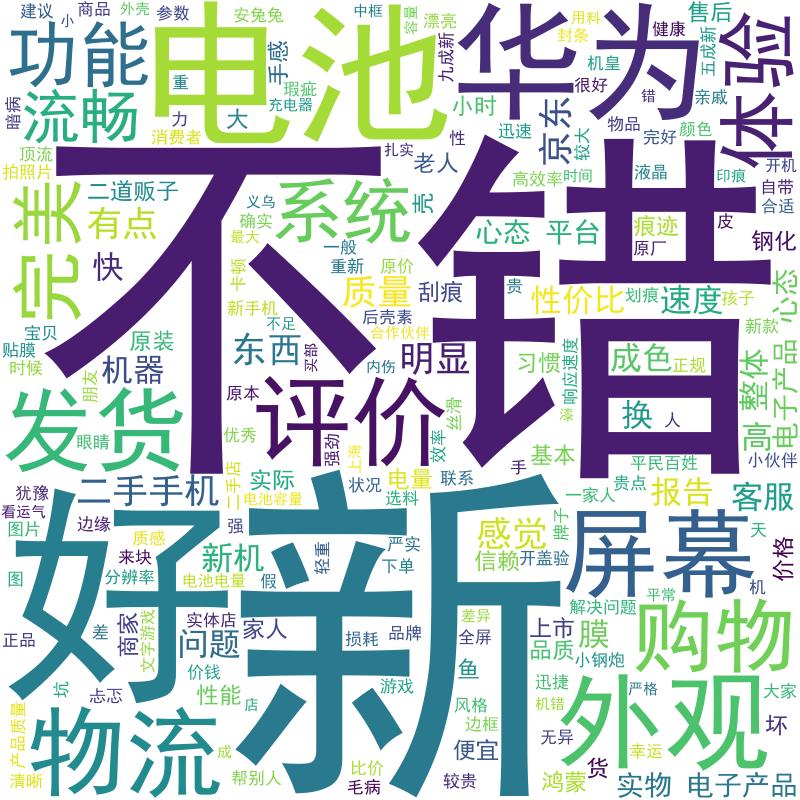 建议
外壳
参数
小
商品
功能
电池
安兔兔
手感
中框
容量
漂亮
九成新
华为
封条
用料
机皇
健康
售后
五成新
体验
暗病
流畅
重
瑕疵
充电器
力
大
消费者
小时
很好
错
亲戚
京东
迅速
物品
完好
颜色
较大
顶流
拍照片
扎实
性
老人
高效率
时间
液晶
印痕
开机
自带
合适
完美
二道贩子
有点
义乌
确实
最大
系统
亮
心态
平台
痕迹
原厂
皮
钢化
不错
快
卡顿
一般
重新
原价
质量
刮痕
贵
性价比
划痕
速度
孩子
心态
新手机
后壳素
合作伙伴
新款
宝贝
贴膜
时候
原装
机器
朋友
东西
不足
买部
内伤
明显
习惯
响应速度
成色
正规
整体
电子产品
高
原本
评价
丝滑
漆
换
人
发货
眼睛
优秀
强劲
上海
效率
手
基本
平民百姓
小伙伴
犹豫
看运气
二手手机
二手店
实际
电池容量
状况
电量
联系
选料
一家人
贵点
报告
客服
图片
边缘
质感
强
感觉
牌子
天
图
来块
新机
分辨率
电池电量
假
轻重
严实
下单
信赖
开盖验
屏幕
价格
机
好
新
正品
差
商家
文字游戏
实体店
问题
家人
损耗
品牌
差异
全屏
上市
解决问题
平常
膜
品质
购物
小钢炮
坑
忐忑
价钱
性能
店
游戏
鱼
风格
边框
迅捷
机错
严格
大家
外观
产品质量
清晰
物流
成
帮别人
比价
毛病
便宜
较贵
无异
幸运
坏
鸿蒙
货
实物
电子产品